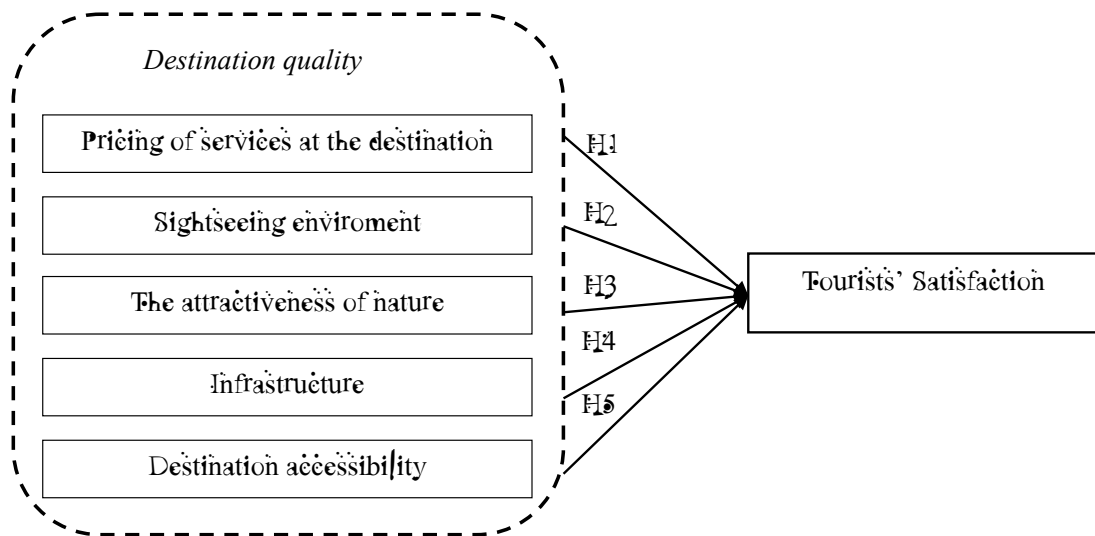 Destination quality
Pricing of services at the destination
H1
Sightseeing enviroment
H2
The attractiveness of nature
H3
Tourists’ Satisfaction
Infrastructure
H4
Destination accessibility
H5